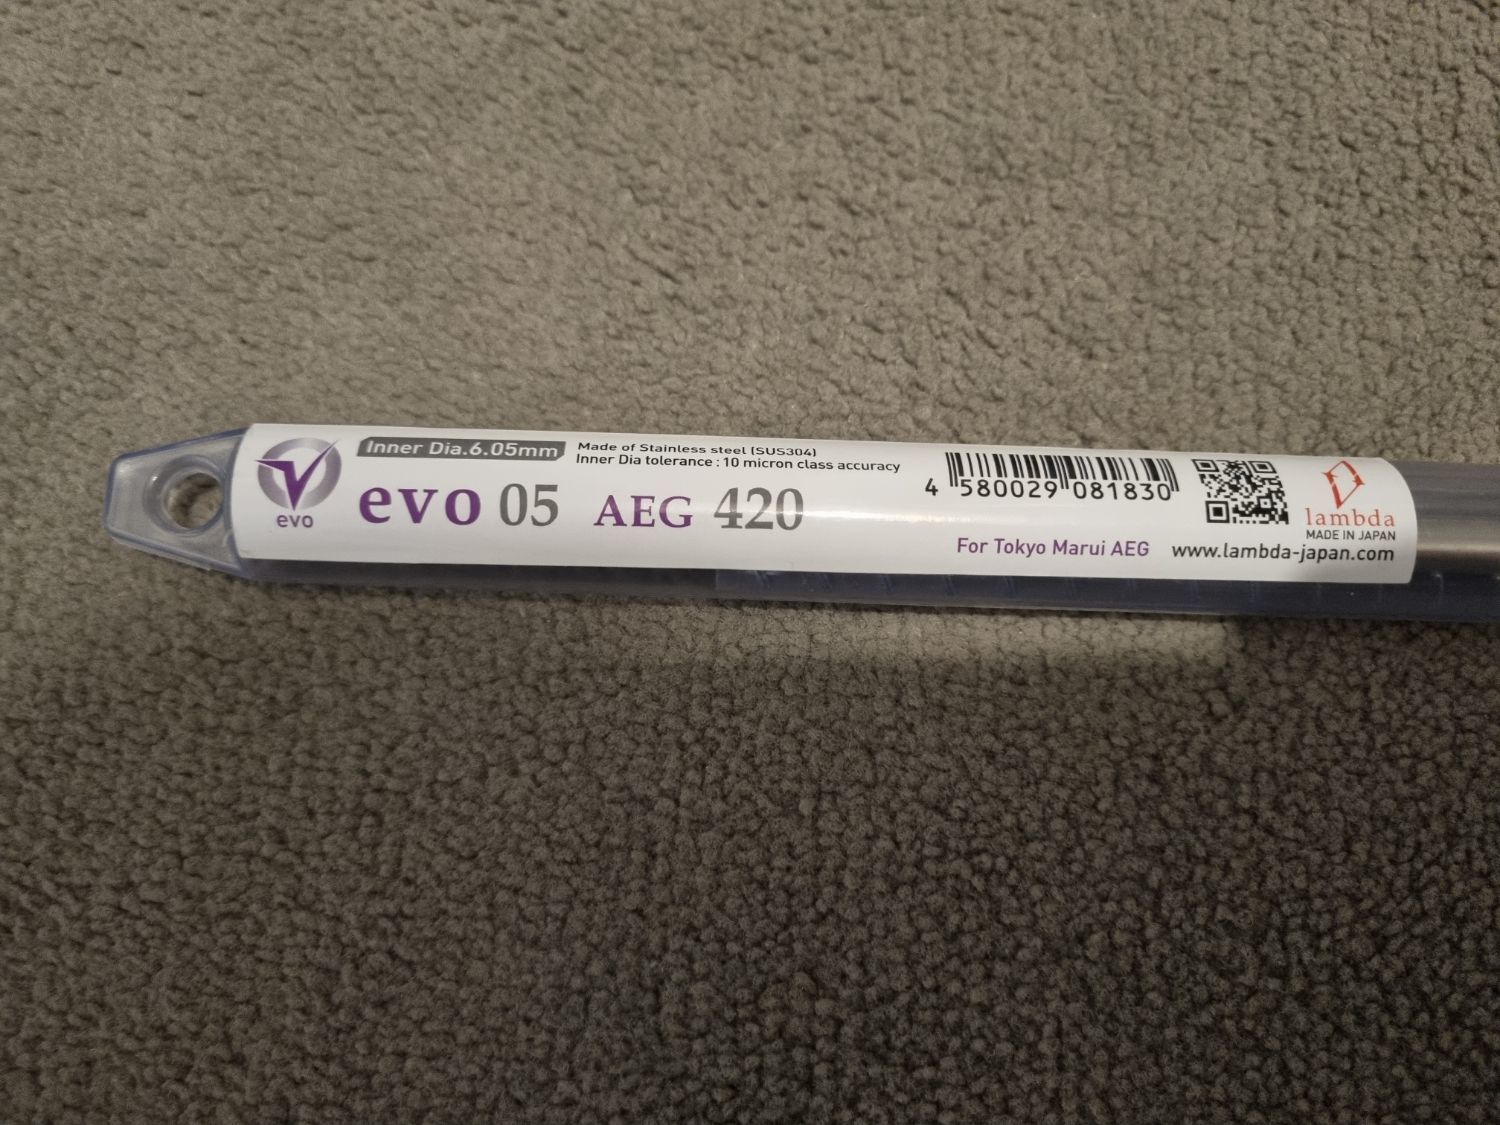 evo
Inner Dia.6.05mm
Made of Stainless steel (SUS304)
Inner Dia tolerance : 10 micron class accuracy
evo 05 AEG 420
4 580029 081830
For Tokyo Marui AEG
lambda
MADE IN JAPAN
www.lambda-japan.com